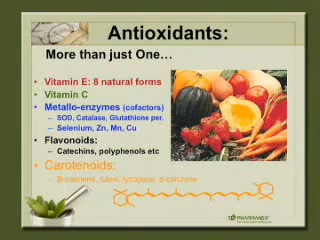 Antioxidants:
More than just One…
• Vitamin E: 8 natural forms
• Vitamin C
• Metallo-enzymes (cofactors)
– SOD, Catalase, Glutathione per.
– Selenium, Zn, Mn, Cu
• Flavonoids:
– Catechins, polyphenols etc
• Carotenoids:
– B-carotene, lutein, lycopene, α-carotene
PHARMANEX